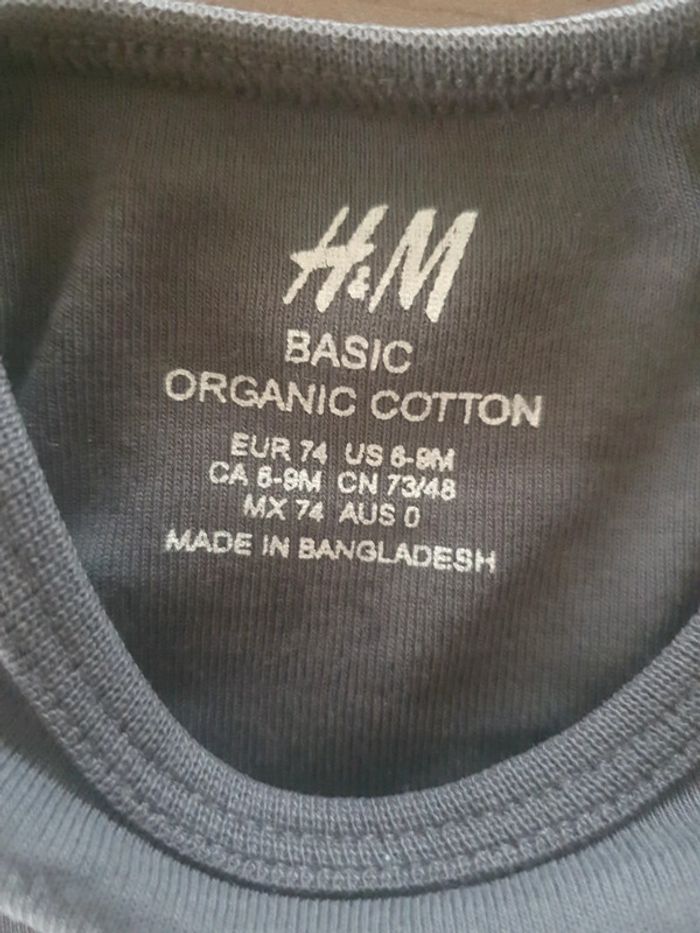 H&M
BASIC
ORGANIC COTTON
EUR 74 US 6-9M
CA 6-9M CN 73/48
MX 74 AUS 0
MADE IN BANGLADESH